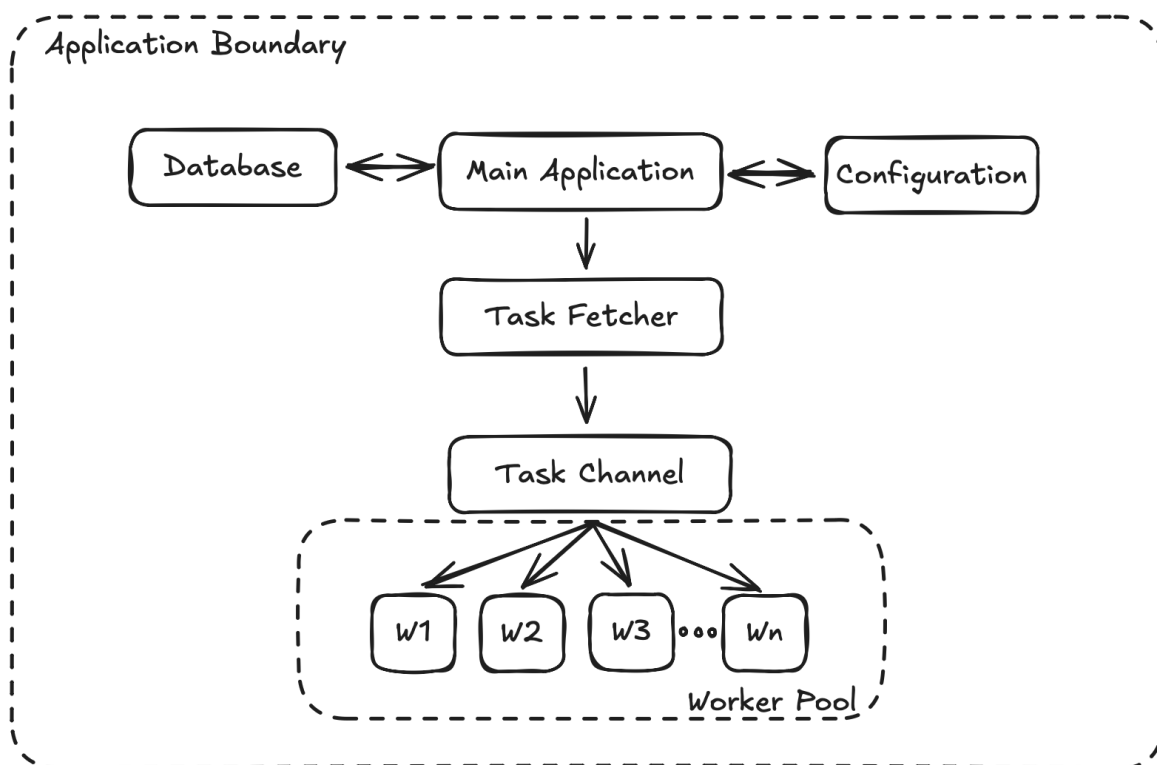 Application Boundary
Database
Main Application
Configuration
Task Fetcher
Task Channel
W1
W2
W3
Wn
Worker Pool